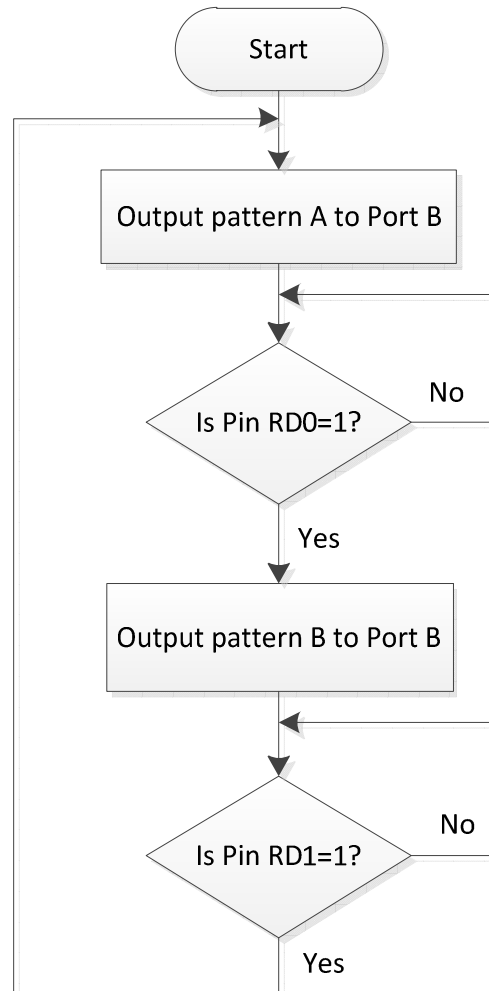 Start
Output pattern A to Port B
No
Is Pin RD0=1?
Yes
Output pattern B to Port B
No
Is Pin RD1=1?
Yes